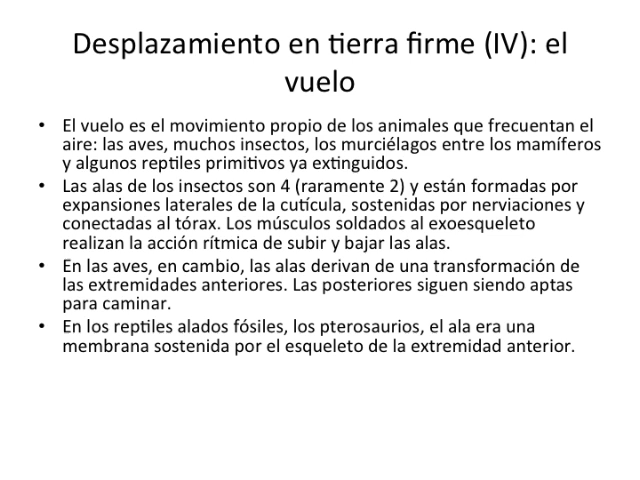 Desplazamiento en tierra firme (IV): el
vuelo
• El vuelo es el movimiento propio de los animales que frecuentan el
aire: las aves, muchos insectos, los murciélagos entre los mamíferos
y algunos reptiles primitivos ya extinguidos.
• Las alas de los insectos son 4 (raramente 2) y están formadas por
expansiones laterales de la cutícula, sostenidas por nerviaciones y
conectadas al tórax. Los músculos soldados al exoesqueleto
realizan la acción rítmica de subir y bajar las alas.
• En las aves, en cambio, las alas derivan de una transformación de
las extremidades anteriores. Las posteriores siguen siendo aptas
para caminar.
• En los reptiles alados fósiles, los pterosaurios, el ala era una
membrana sostenida por el esqueleto de la extremidad anterior.